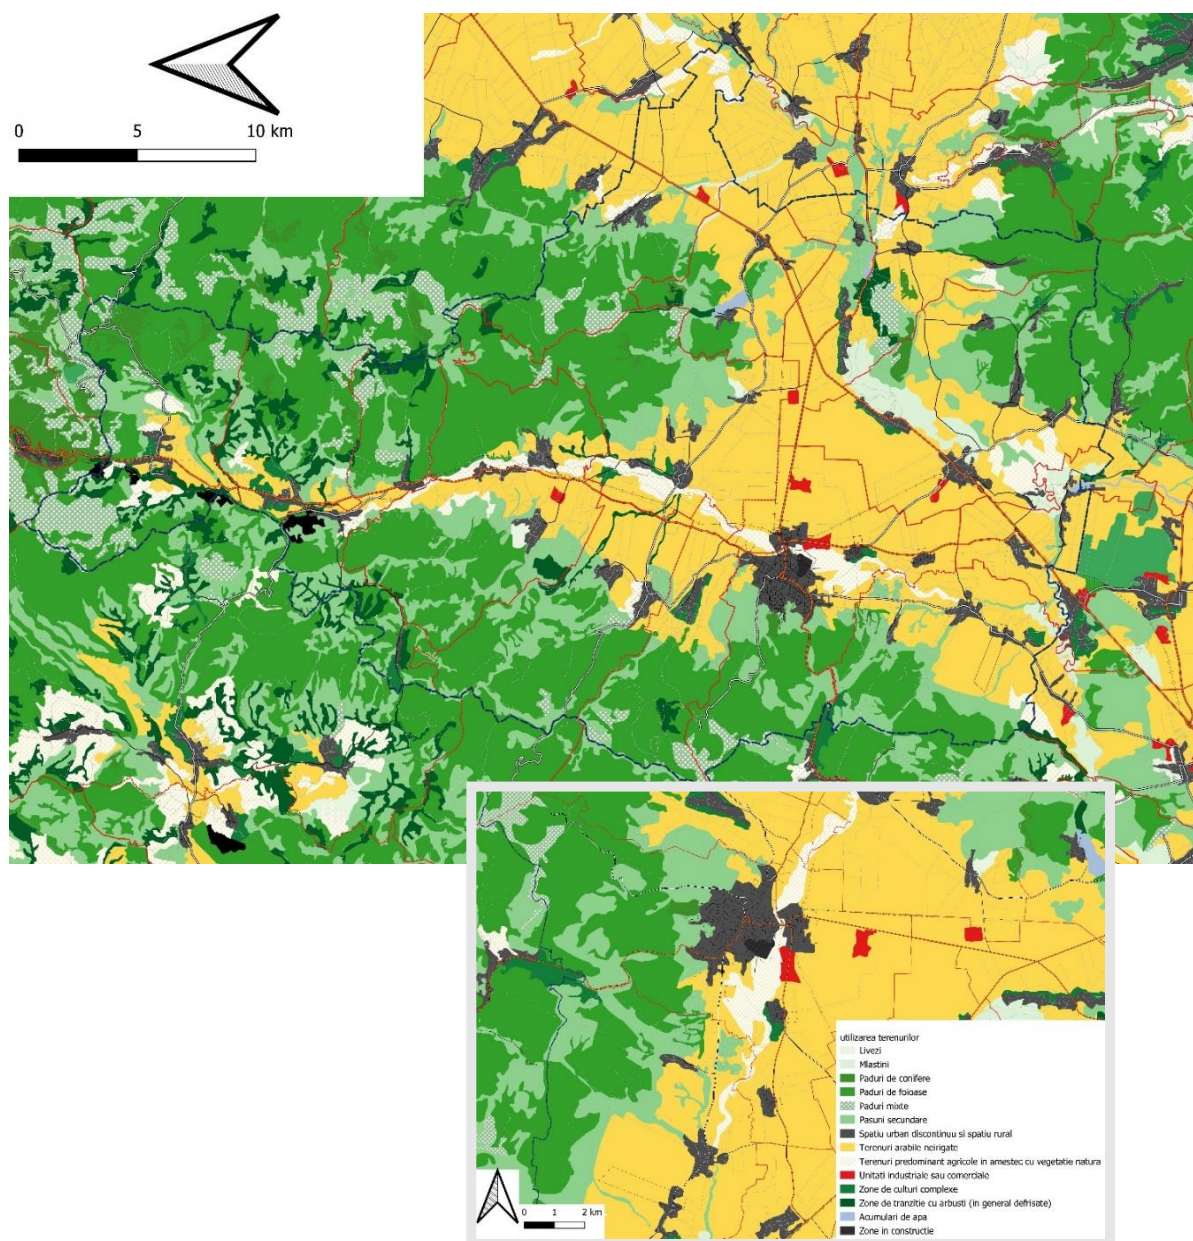 0 5 10 km
utilizarea terenurilor
Livezi
Mlastini
Paduri de conifere
Paduri de foioase
Paduri mixte
Pasuni secundare
Spatiu urban discontinuu si spatiu rural
Terenuri arabile neirigate
Terenuri predominant agricole in amestec cu vegetatie natura
Unitati industriale sau comerciale
Zone de culturi complexe
Zone de tranzitie cu arbusti (in general defrisate)
Acumulari de apa
Zone in constructie
0 1 2 km